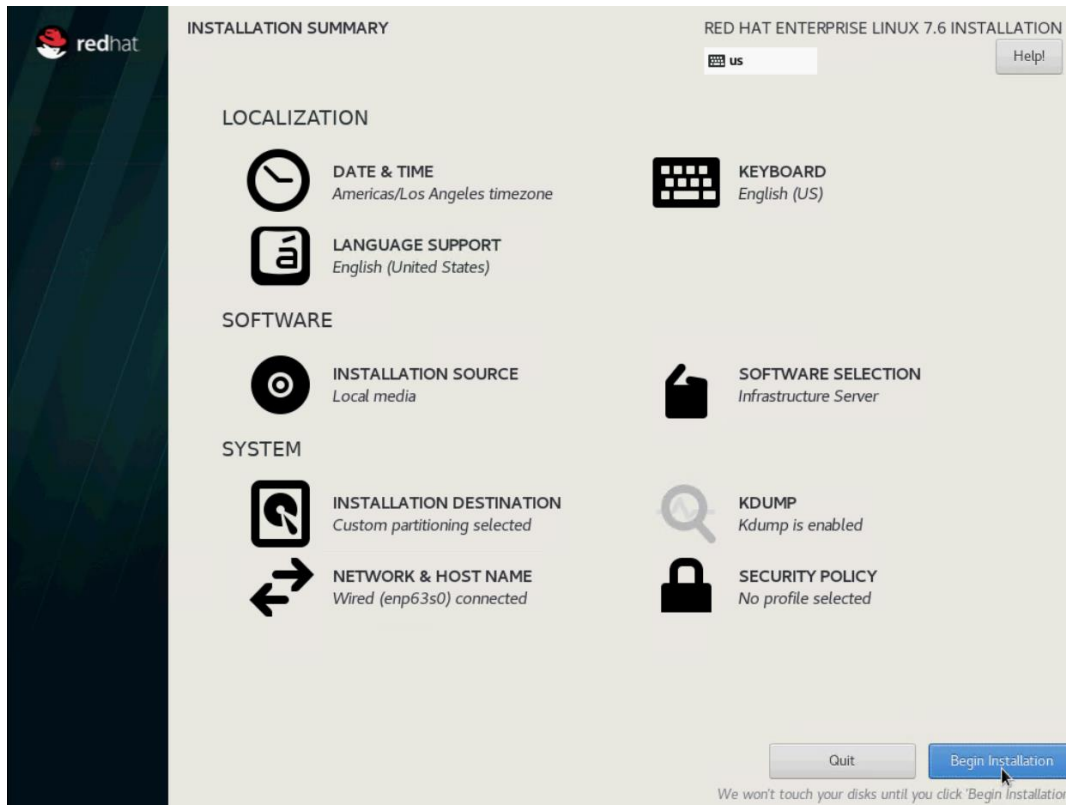 redhat
INSTALLATION SUMMARY
RED HAT ENTERPRISE LINUX 7.6 INSTALLATION
us
Help!
LOCALIZATION
DATE & TIME
Americas/Los Angeles timezone
KEYBOARD
English (US)
á
LANGUAGE SUPPORT
English (United States)
SOFTWARE
INSTALLATION SOURCE
Local media
SOFTWARE SELECTION
Infrastructure Server
SYSTEM
INSTALLATION DESTINATION
Custom partitioning selected
KDUMP
Kdump is enabled
NETWORK & HOST NAME
Wired (enp63s0) connected
SECURITY POLICY
No profile selected
Quit
Begin Installation
We won't touch your disks until you click 'Begin Installation